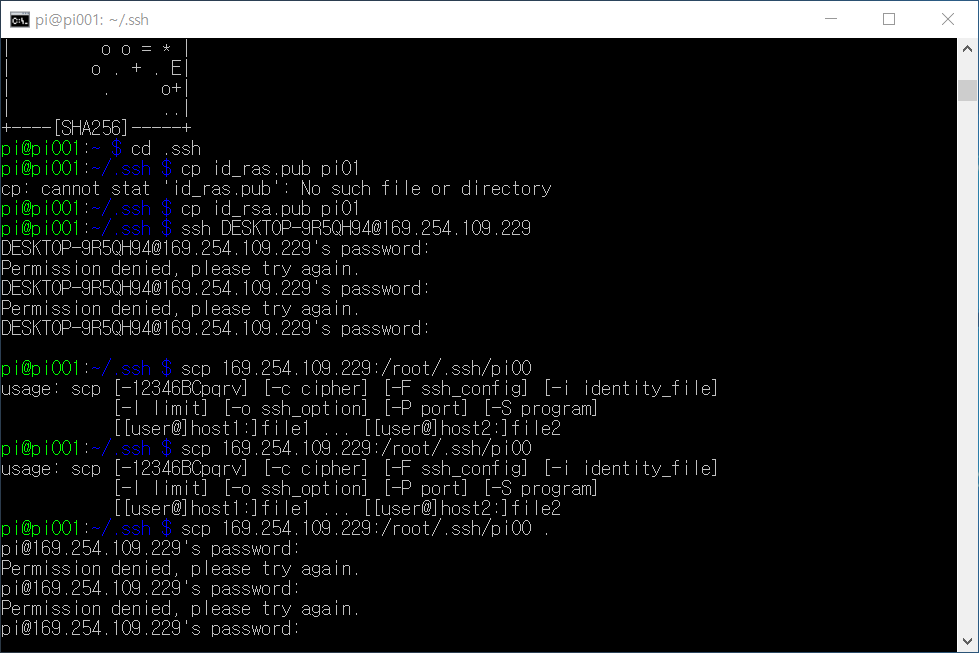 pi@pi001: ~/.ssh
|         o o = * |
|        o . + . E|
|         .     o+|
|               ..|
+----[SHA256]-----+
pi@pi001:~ $ cd .ssh
pi@pi001:~/.ssh $ cp id_ras.pub pi01
cp: cannot stat 'id_ras.pub': No such file or directory
pi@pi001:~/.ssh $ cp id_rsa.pub pi01
pi@pi001:~/.ssh $ ssh DESKTOP-9R5QH94@169.254.109.229
DESKTOP-9R5QH94@169.254.109.229's password:
Permission denied, please try again.
DESKTOP-9R5QH94@169.254.109.229's password:
Permission denied, please try again.
DESKTOP-9R5QH94@169.254.109.229's password:
pi@pi001:~/.ssh $ scp 169.254.109.229:/root/.ssh/pi00
usage: scp [-12346BCpqrv] [-c cipher] [-F ssh_config] [-i identity_file]
           [-l limit] [-o ssh_option] [-P port] [-S program]
           [[user@]host1:]file1 ... [[user@]host2:]file2
pi@pi001:~/.ssh $ scp 169.254.109.229:/root/.ssh/pi00
usage: scp [-12346BCpqrv] [-c cipher] [-F ssh_config] [-i identity_file]
           [-l limit] [-o ssh_option] [-P port] [-S program]
           [[user@]host1:]file1 ... [[user@]host2:]file2
pi@pi001:~/.ssh $ scp 169.254.109.229:/root/.ssh/pi00 .
pi@169.254.109.229's password:
Permission denied, please try again.
pi@169.254.109.229's password:
Permission denied, please try again.
pi@169.254.109.229's password: